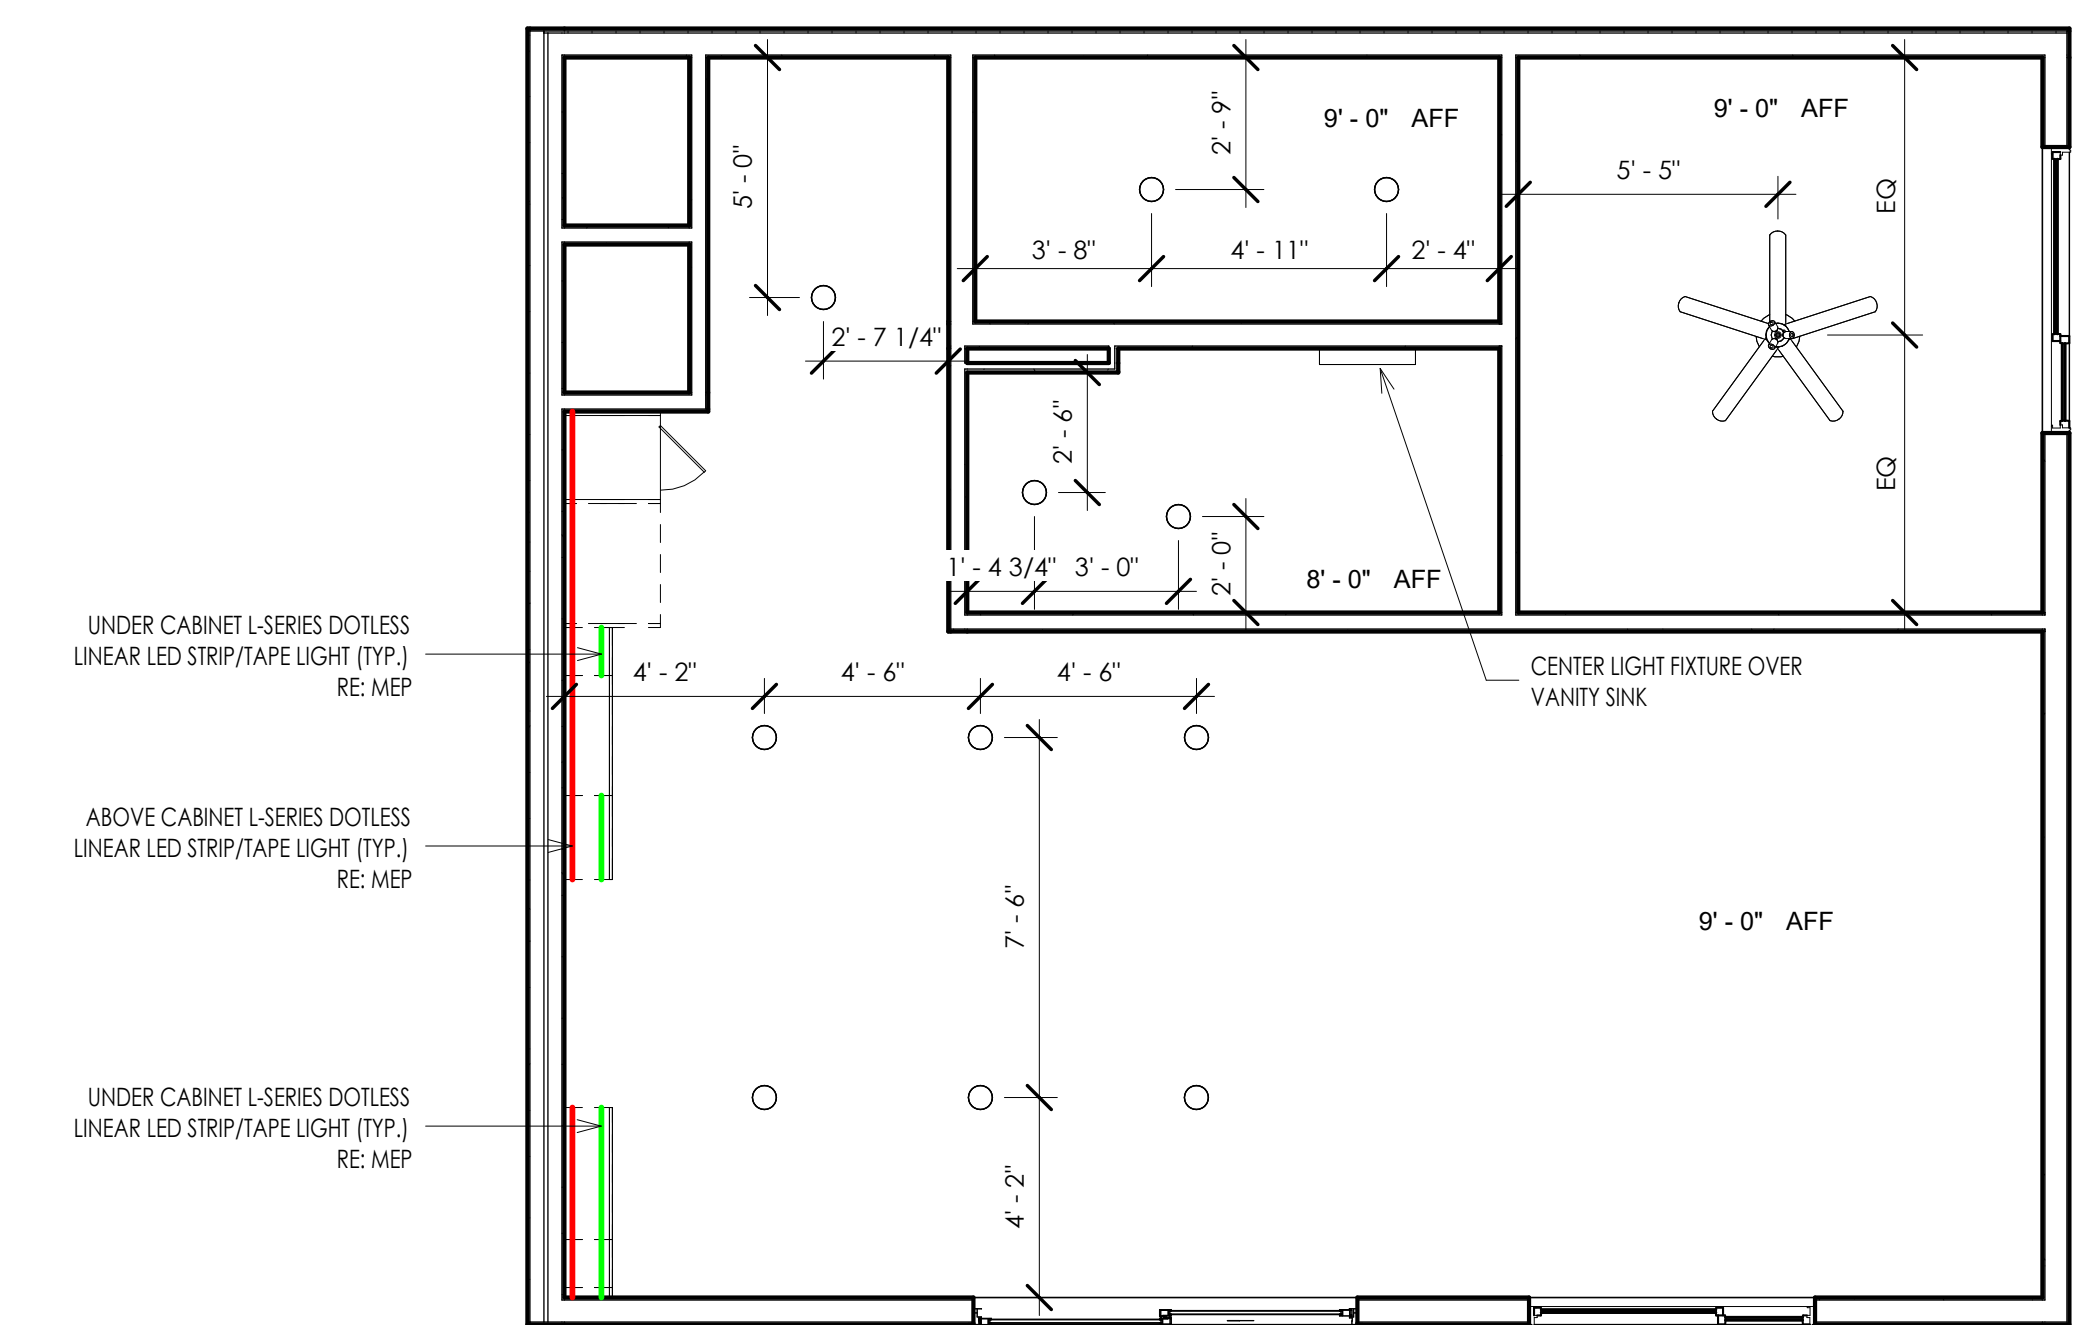 9' - 0" AFF
9' - 0" AFF
2' - 9"
5' - 0"
5' - 5"
EQ
3' - 8"
4' - 11"
2' - 4"
2' - 7 1/4"
2' - 6"
EQ
1' - 4 3/4"
3' - 0"
2' - 0"
8' - 0" AFF
UNDER CABINET L-SERIES DOTLESS
LINEAR LED STRIP/TAPE LIGHT (TYP.)
RE: MEP
4' - 2"
4' - 6"
4' - 6"
CENTER LIGHT FIXTURE OVER
VANITY SINK
ABOVE CABINET L-SERIES DOTLESS
LINEAR LED STRIP/TAPE LIGHT (TYP.)
RE: MEP
7' - 6"
9' - 0" AFF
UNDER CABINET L-SERIES DOTLESS
LINEAR LED STRIP/TAPE LIGHT (TYP.)
RE: MEP
4' - 2"